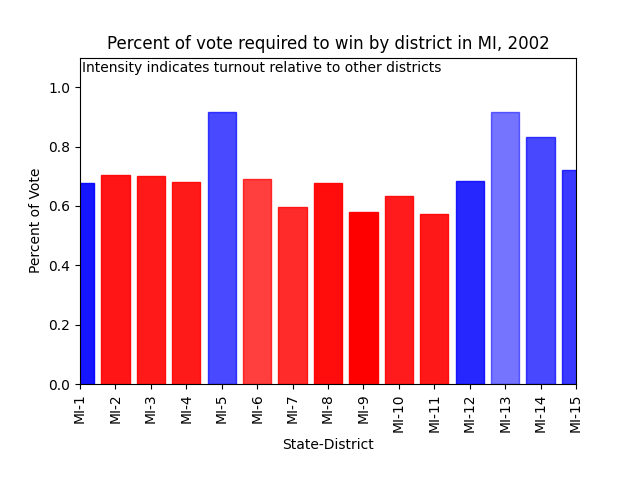 Percent of vote required to win by district in MI, 2002
Intensity indicates turnout relative to other districts
1.0
0.8
0.6
0.4
0.2
0.0
Percent of Vote
MI-1
MI-2
MI-3
MI-4
MI-5
MI-6
MI-7
MI-8
MI-9
MI-10
MI-11
MI-12
MI-13
MI-14
MI-15
State-District